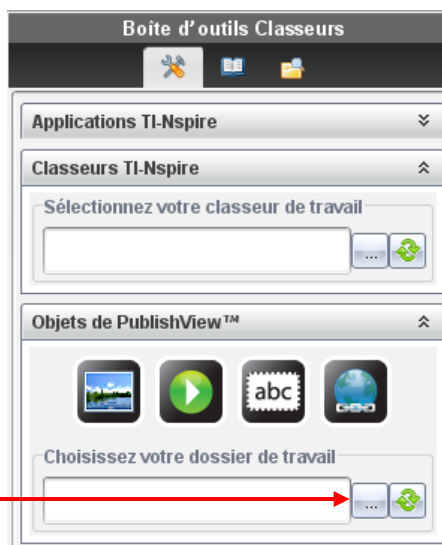 Boîte d'outils Classeurs
Applications TI-Nspire
Classeurs TI-Nspire
Sélectionnez votre classeur de travail
...
Objets de PublishView™
abc
Choisissez votre dossier de travail
...